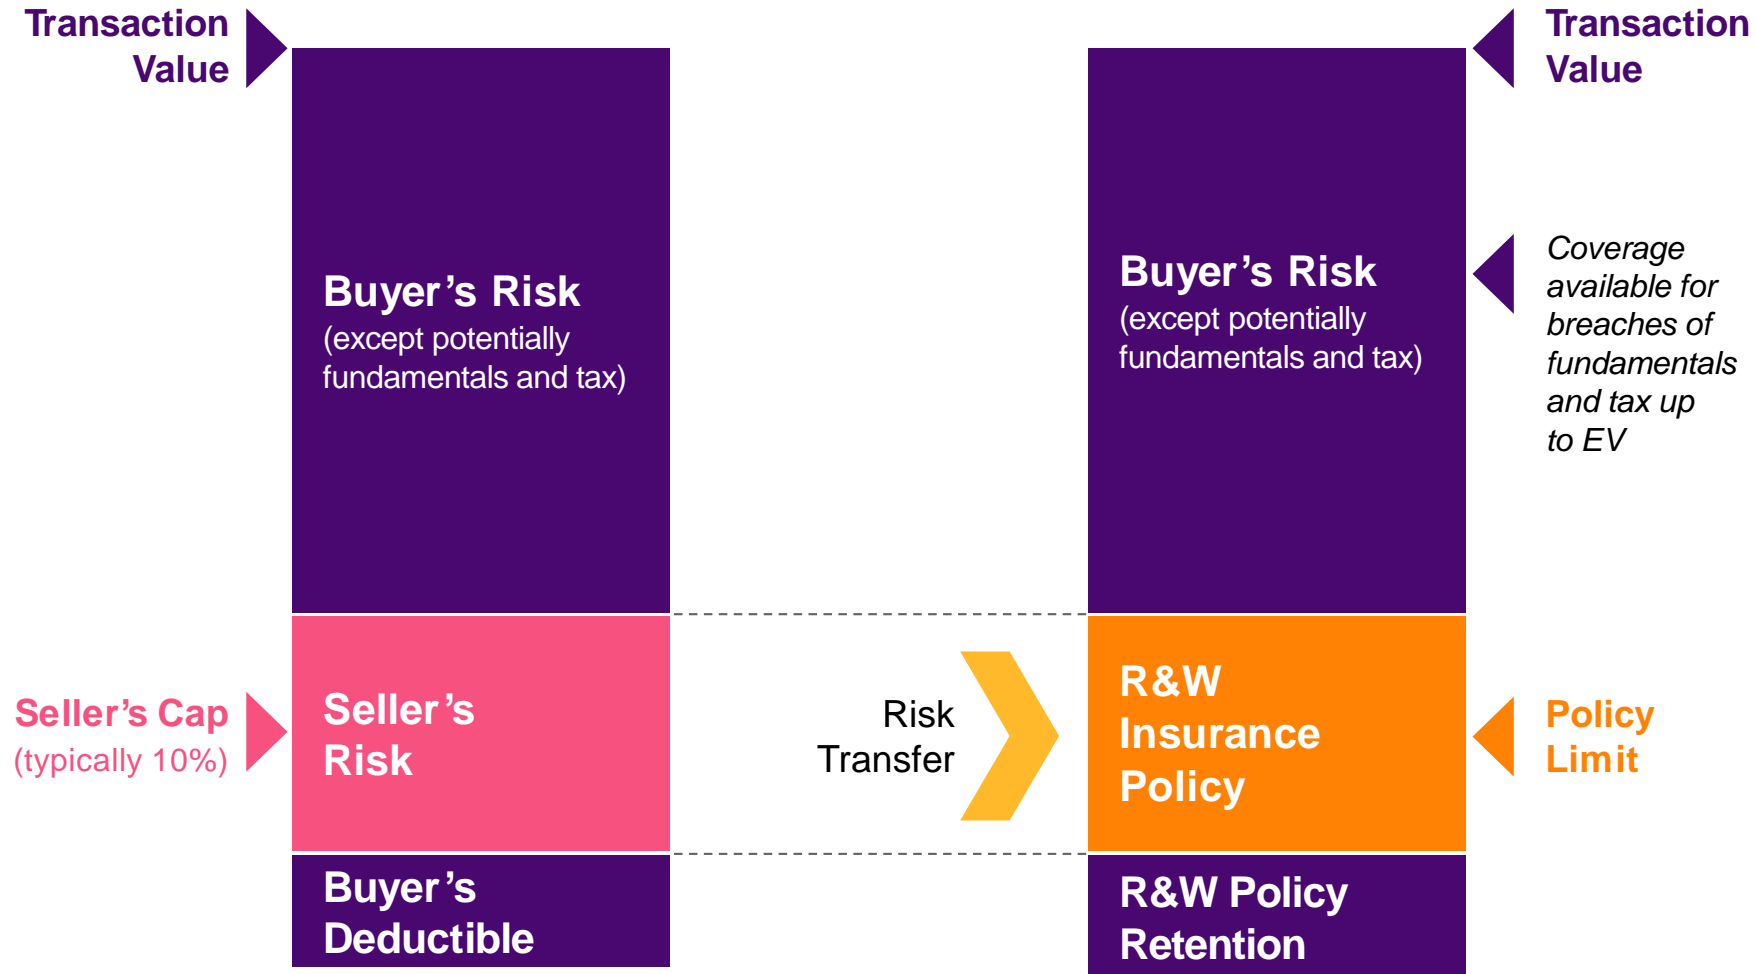 Transaction
Value
Buyer’s Risk
(except potentially
fundamentals and tax)
Seller’s Cap
(typically 10%)
Seller’s
Risk
Buyer’s
Deductible
Risk
Transfer
Transaction
Value
Buyer’s Risk
(except potentially
fundamentals and tax)
Coverage
available for
breaches of
fundamentals
and tax up
to EV
R&W
Insurance
Policy
Policy
Limit
R&W Policy
Retention